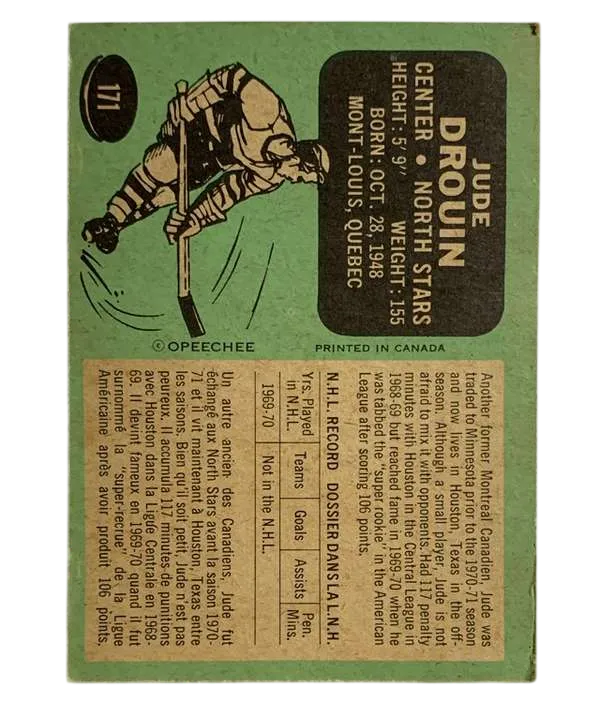 JUDE
DROUIN
CENTER • NORTH STARS
HEIGHT: 5' 9" WEIGHT: 155
BORN: OCT. 28, 1948
MONT-LOUIS, QUEBEC
171
© OPEECHEE
PRINTED IN CANADA
Another former Montreal Canadien, Jude was
traded to Minnesota prior to the 1970-71 season
and now lives in Houston, Texas in the off-
season. Although a small player, Jude is not
afraid to mix it with opponents. Had 117 penalty
minutes with Houston in the Central League in
1968-69 but reached fame in 1969-70 when he
was tabbed the "super rookie" in the American
League after scoring 106 points.
N.H.L. RECORD DOSSIER DANS LA L.N.H.
Yrs. Played in N.H.L. Teams Goals Assists Pen. Mins.
1969-70 Not in the N.H.L.
Un autre ancien des Canadiens, Jude fut
échangé aux North Stars avant la saison 1970-
71 et il vit maintenant à Houston, Texas entre
les saisons. Bien qu'il soit petit, Jude n'est pas
peureux. Il accumula 117 minutes de punitions
avec Houston dans la Ligue Centrale en 1968-
69. Il devint fameux en 1969-70 quand il fut
surnommé la "super-recrue" de la Ligue
Américaine après avoir produit 106 points.